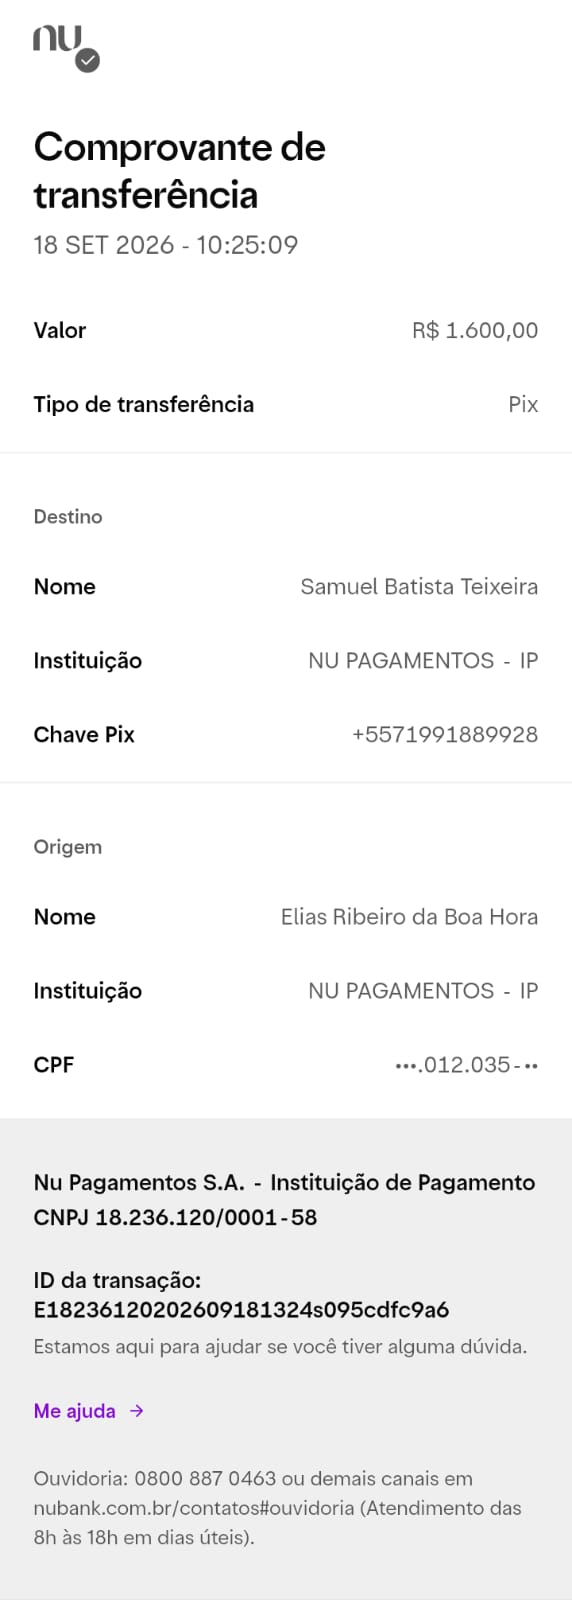 nu
Comprovante de
transferência
18 SET 2026 - 10:25:09
Valor R$ 1.600,00
Tipo de transferência Pix
Destino
Nome Samuel Batista Teixeira
Instituição NU PAGAMENTOS - IP
Chave Pix +5571991889928
Origem
Nome Elias Ribeiro da Boa Hora
Instituição NU PAGAMENTOS - IP
CPF •••.012.035-••
Nu Pagamentos S.A. - Instituição de Pagamento
CNPJ 18.236.120/0001-58
ID da transação:
E18236120202609181324s095cdfc9a6
Estamos aqui para ajudar se você tiver alguma dúvida.
Me ajuda →
Ouvidoria: 0800 887 0463 ou demais canais em
nubank.com.br/contatos#ouvidoria (Atendimento das
8h às 18h em dias úteis).